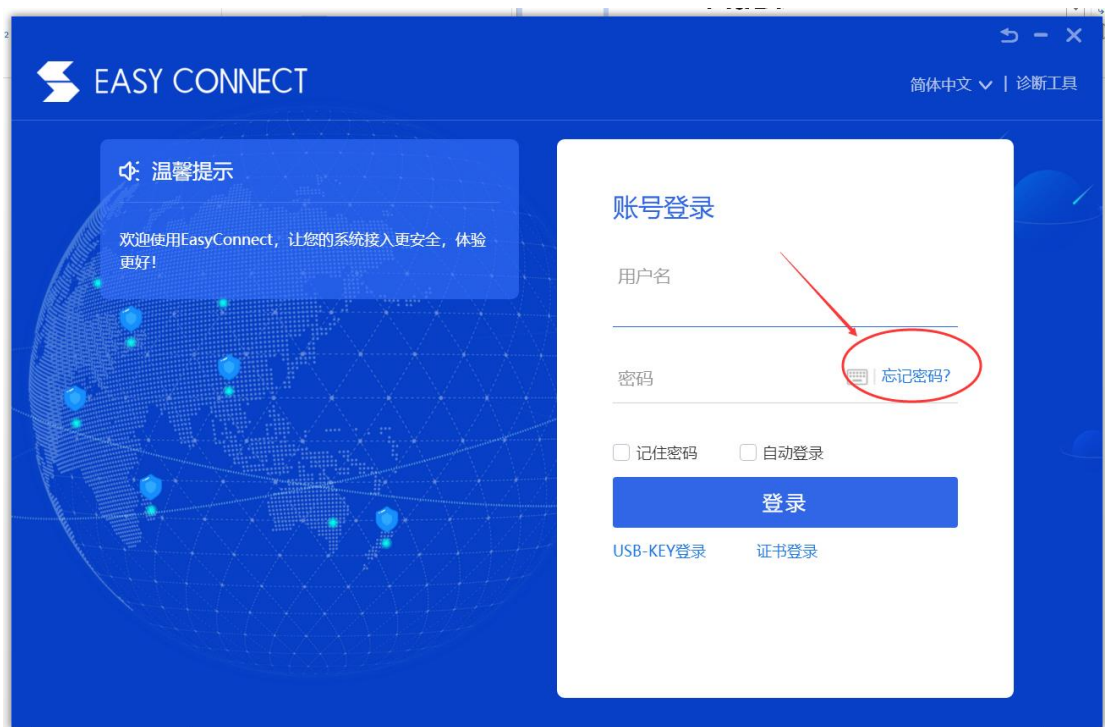 EASY CONNECT
简体中文 | 诊断工具
温馨提示
欢迎使用EasyConnect，让您的系统接入更安全，体验
更好！
账号登录
用户名
密码
忘记密码?
记住密码 自动登录
登录
USB-KEY登录 证书登录